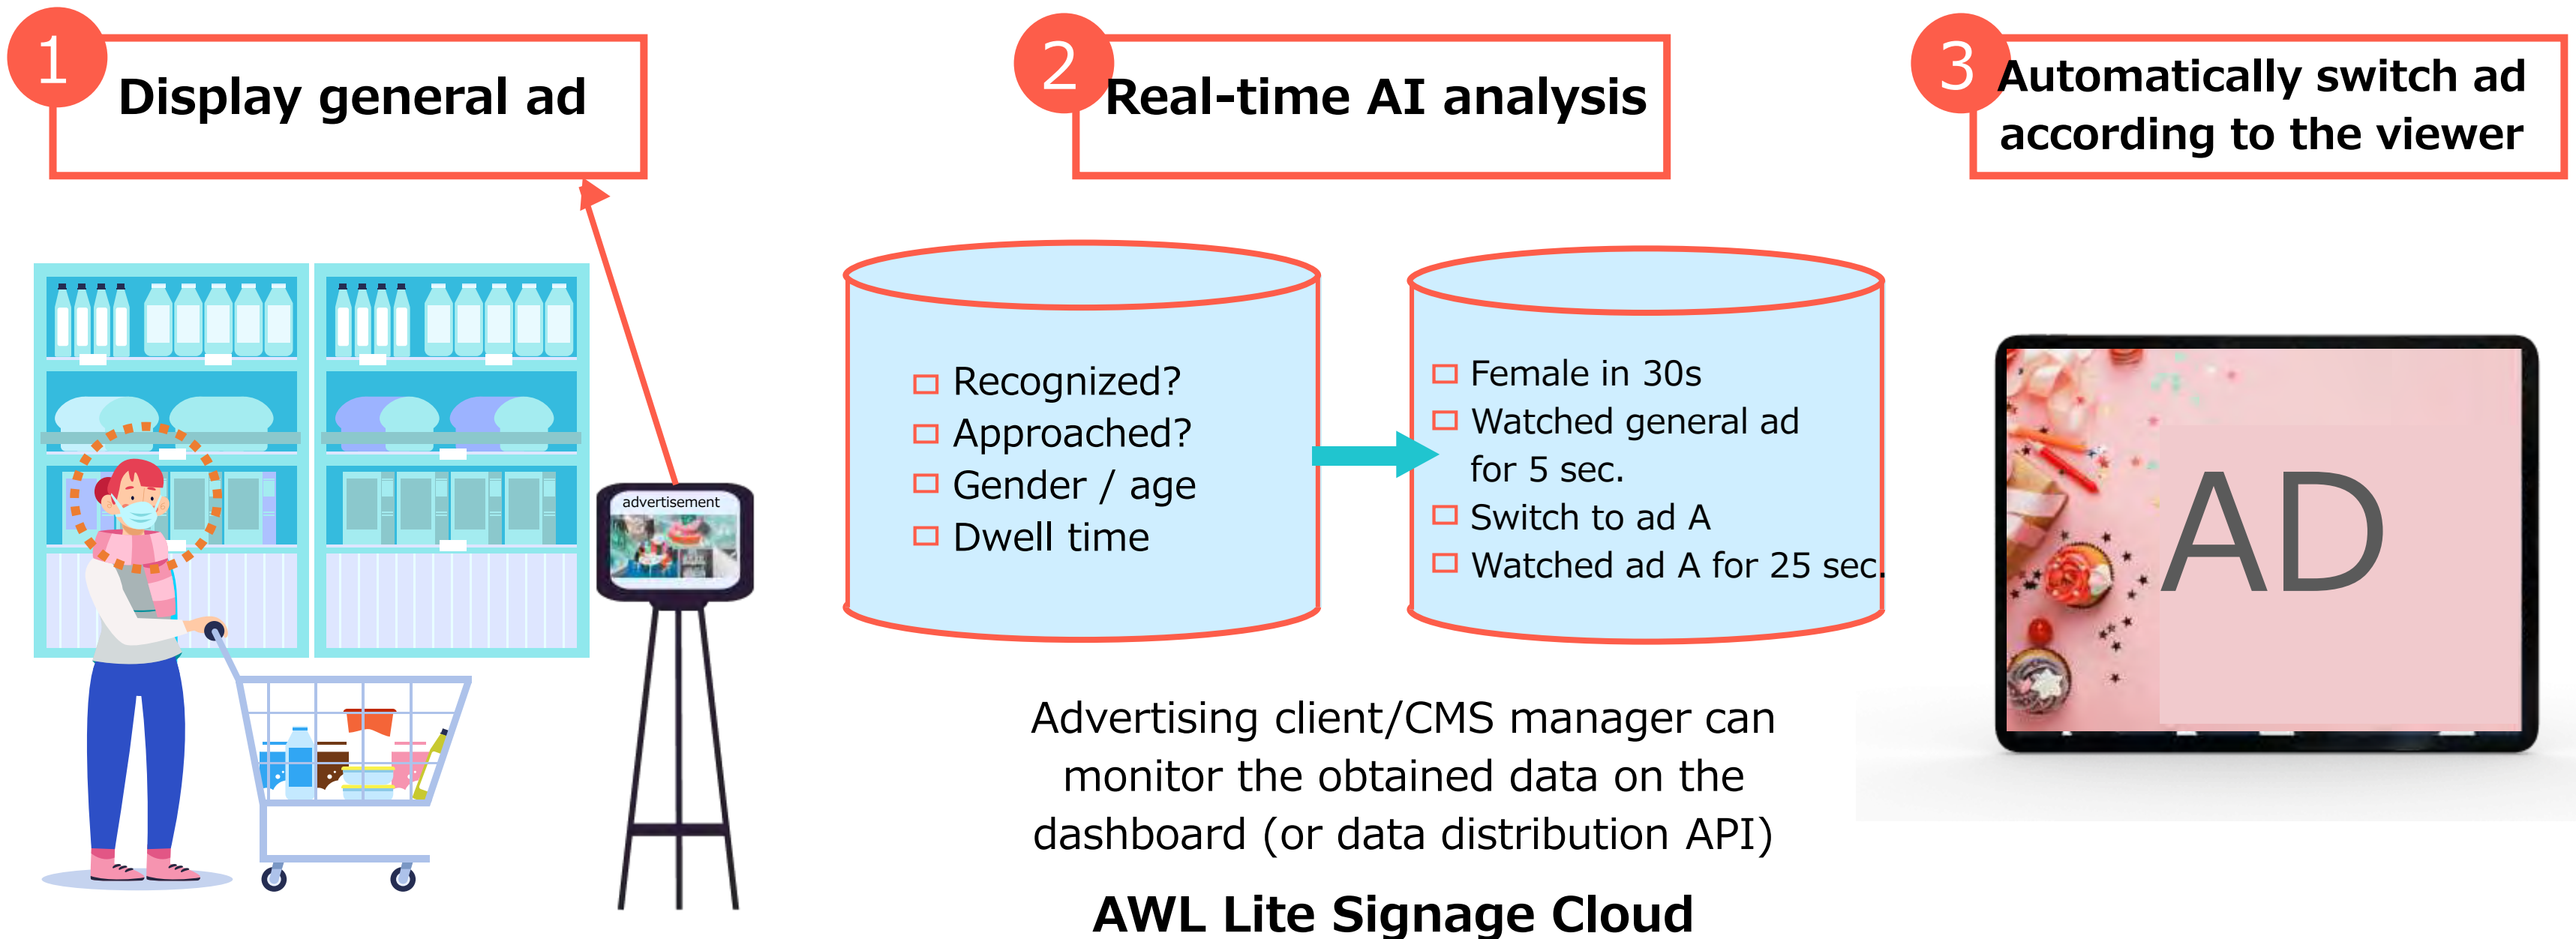 1
Display general ad
2
Real-time AI analysis
3
Automatically switch ad
according to the viewer
advertisement
Recognized?
Approached?
Gender / age
Dwell time
Female in 30s
Watched general ad
for 5 sec.
Switch to ad A
Watched ad A for 25 sec.
AD
Advertising client/CMS manager can
monitor the obtained data on the
dashboard (or data distribution API)
AWL Lite Signage Cloud